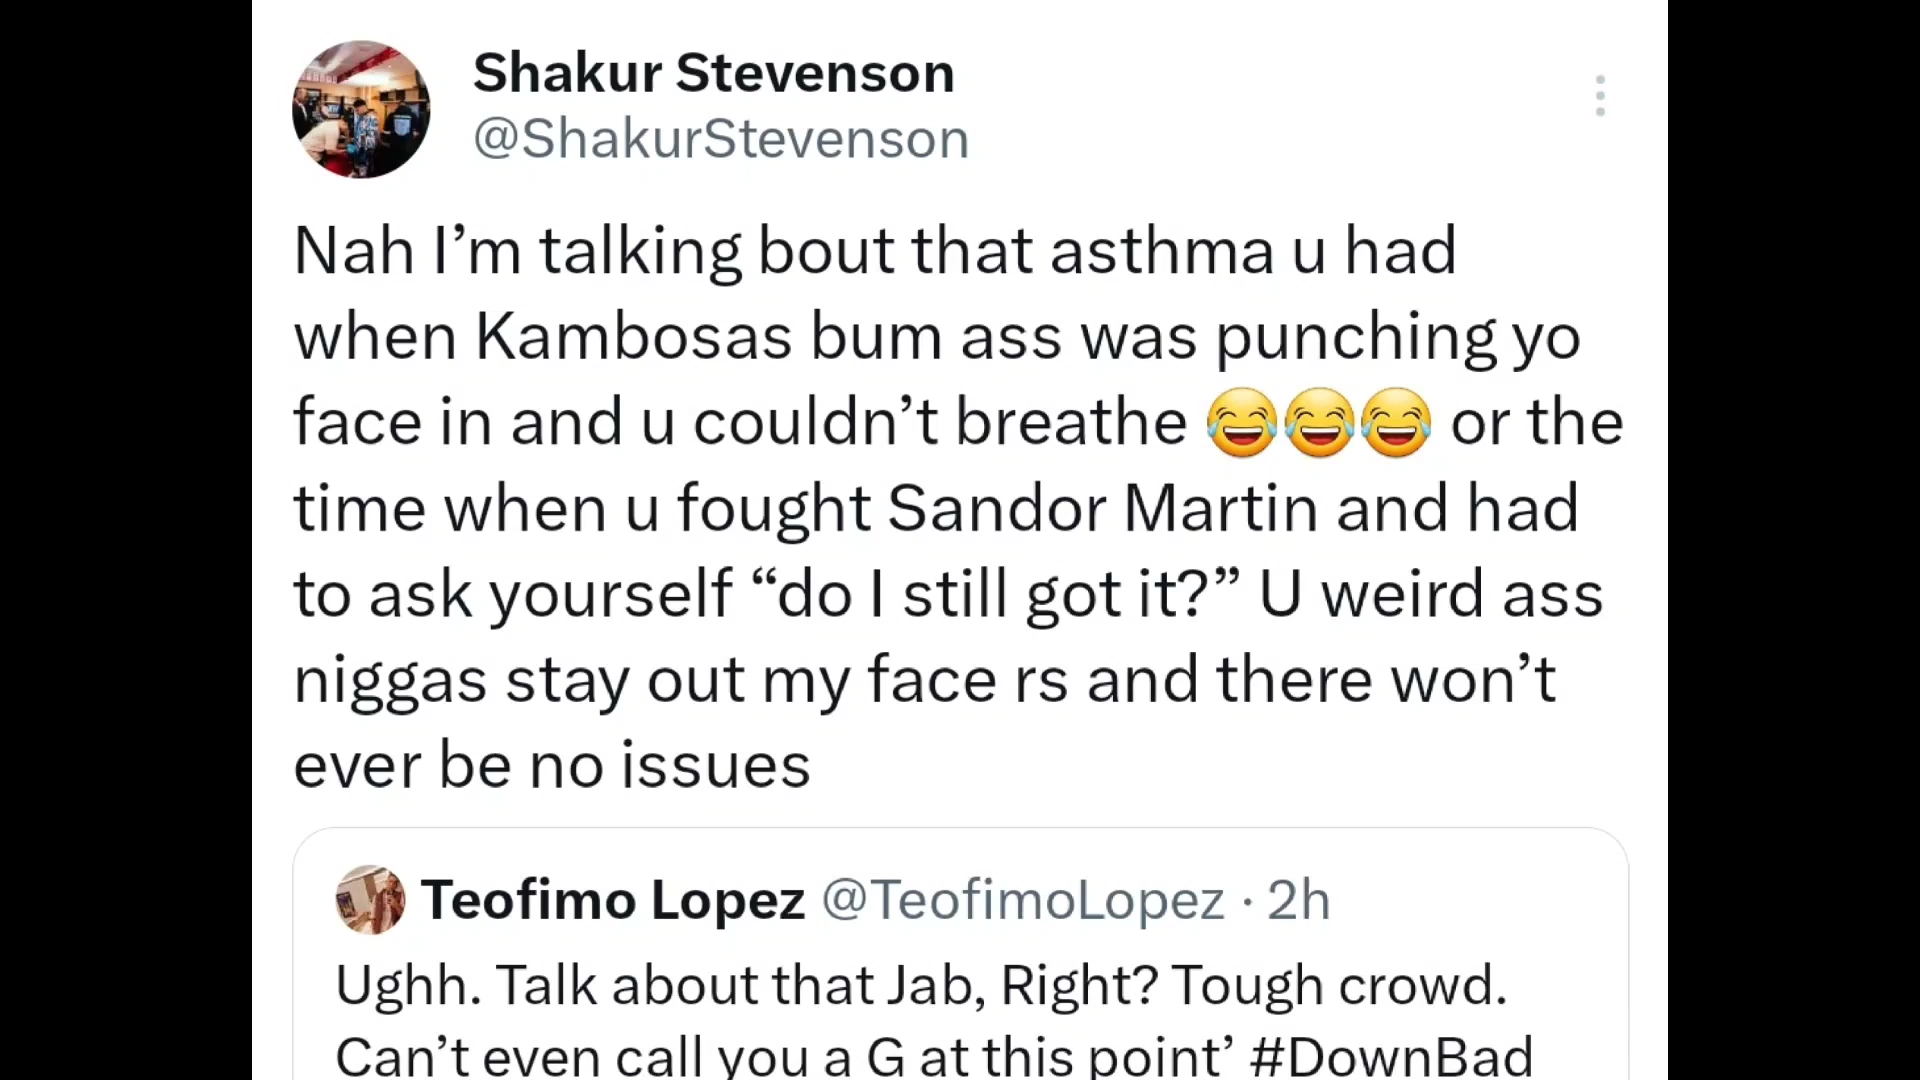 Shakur Stevenson
@ShakurStevenson
Nah I’m talking bout that asthma u had
when Kambosas bum ass was punching yo
face in and u couldn’t breathe 😂😂😂 or the
time when u fought Sandor Martin and had
to ask yourself “do I still got it?” U weird ass
niggas stay out my face rs and there won’t
ever be no issues
Teofimo Lopez @TeofimoLopez · 2h
Ughh. Talk about that Jab, Right? Tough crowd.
Can’t even call you a G at this point’ #DownBad